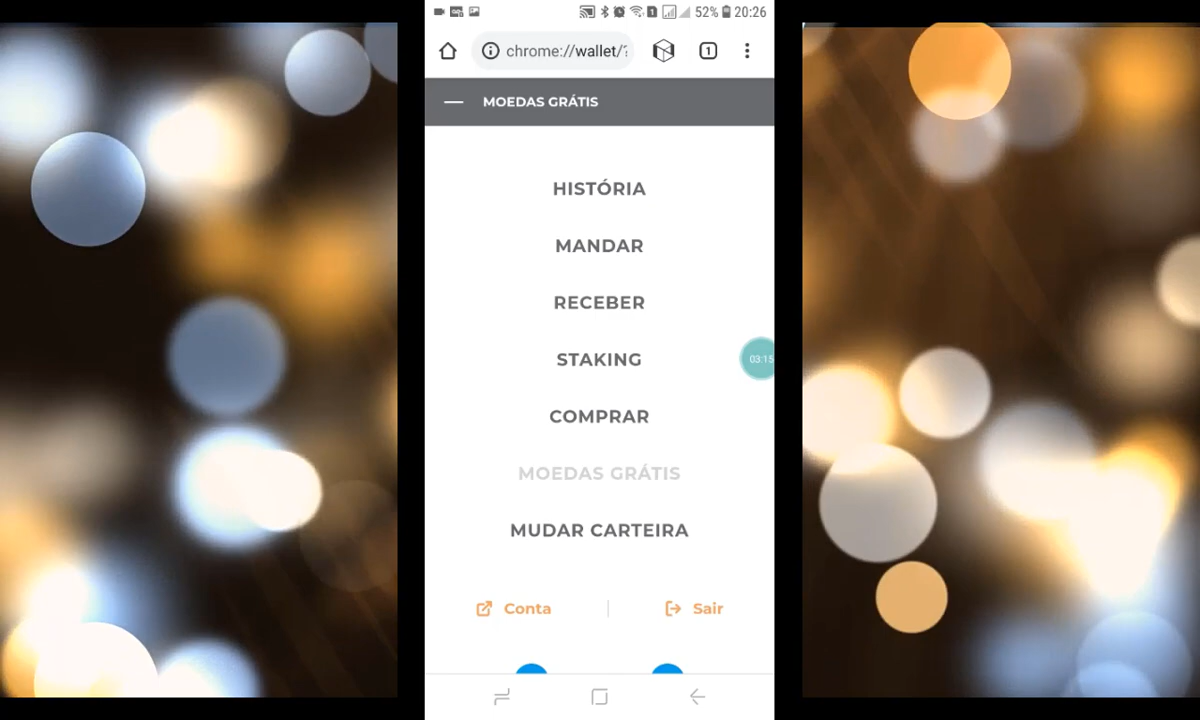 52% 20:26
chrome://wallet/
1
MOEDAS GRÁTIS
HISTÓRIA
MANDAR
RECEBER
STAKING
03:15
COMPRAR
MOEDAS GRÁTIS
MUDAR CARTEIRA
Conta
Sair